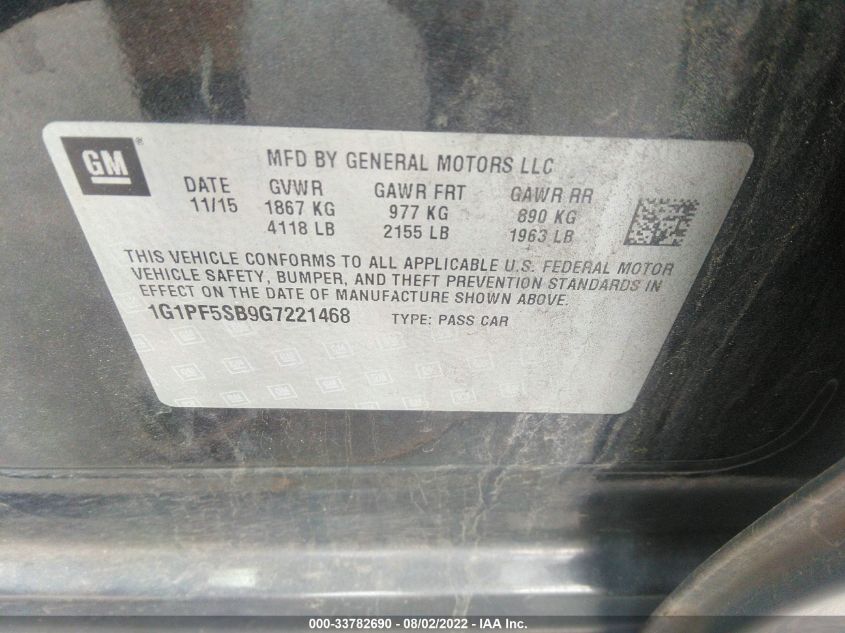 GM®
MFD BY GENERAL MOTORS LLC
DATE GVWR GAWR FRT GAWR RR
11/15 1867 KG 977 KG 890 KG
4118 LB 2155 LB 1963 LB
THIS VEHICLE CONFORMS TO ALL APPLICABLE U.S. FEDERAL MOTOR
VEHICLE SAFETY, BUMPER, AND THEFT PREVENTION STANDARDS IN
EFFECT ON THE DATE OF MANUFACTURE SHOWN ABOVE.
1G1PF5SB9G7221468 TYPE: PASS CAR
000-33782690 - 08/02/2022 - IAA Inc.